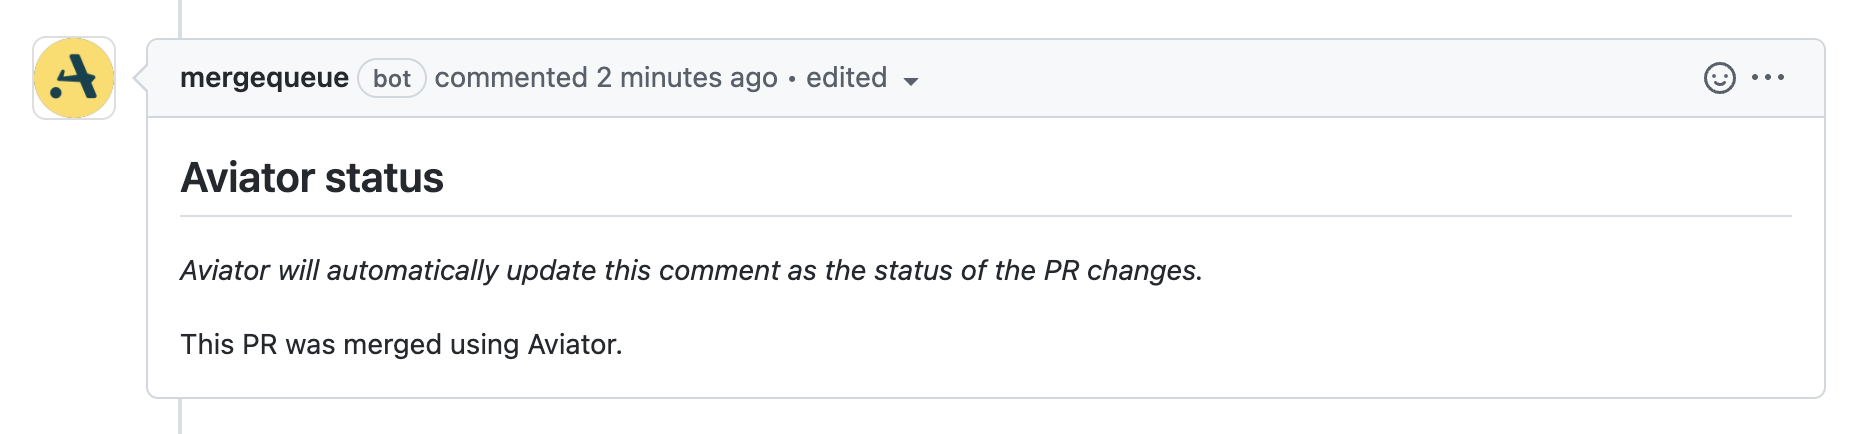 mergequeue bot commented 2 minutes ago • edited
Aviator status
Aviator will automatically update this comment as the status of the PR changes.
This PR was merged using Aviator.